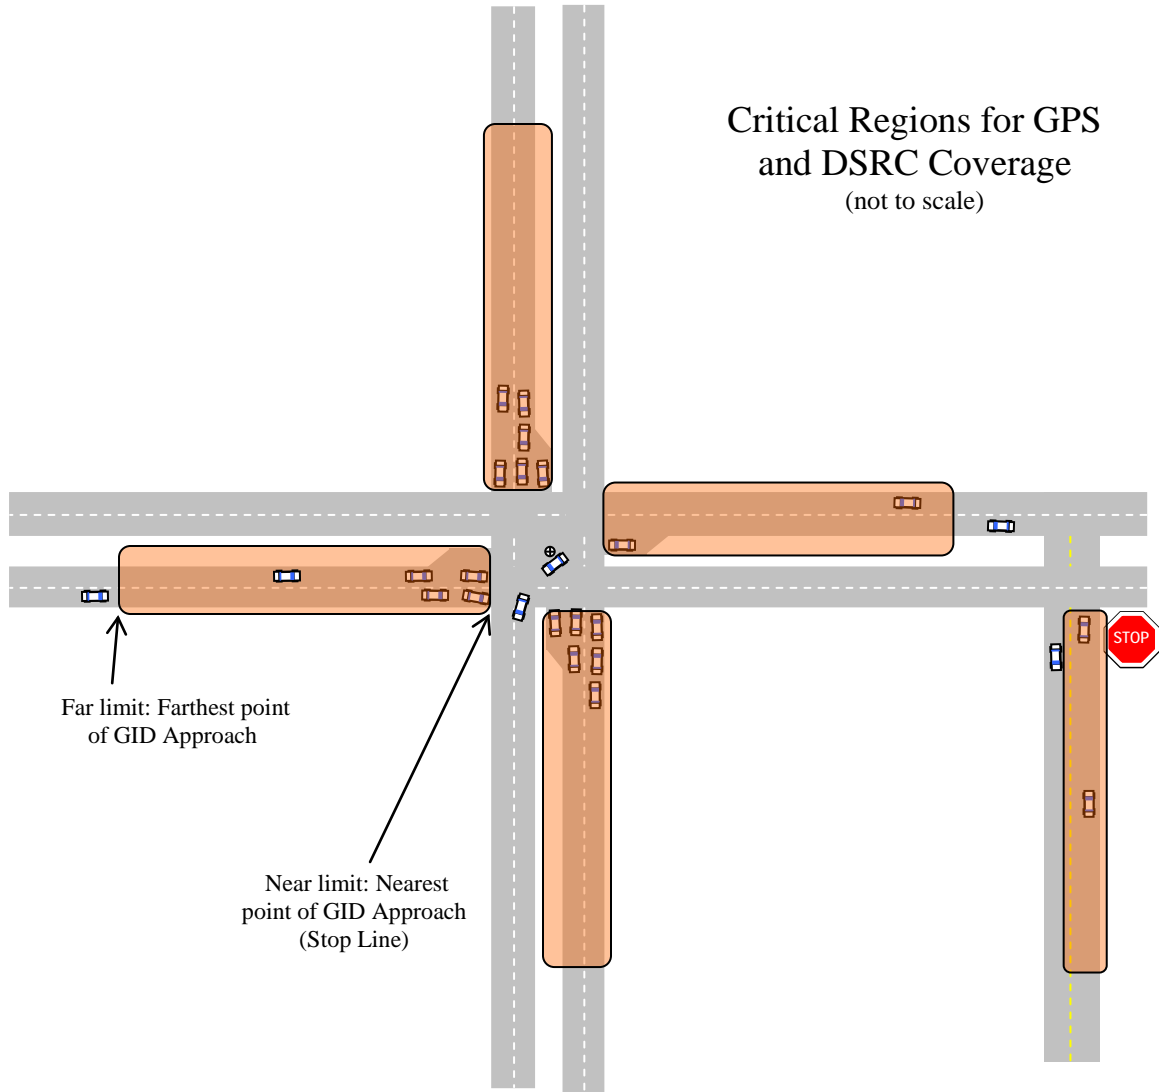 Critical Regions for GPS
and DSRC Coverage
(not to scale)
STOP
Far limit: Farthest point
of GID Approach
Near limit: Nearest
point of GID Approach
(Stop Line)